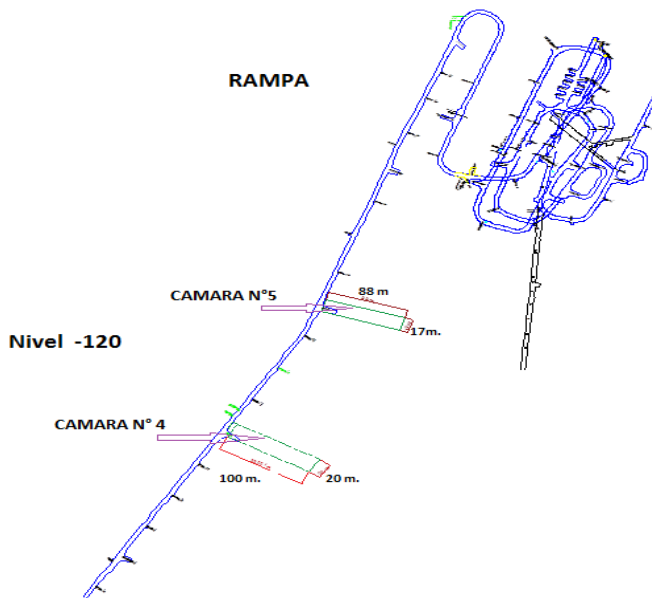 RAMPA
CAMARA N°5
88 m
17m.
Nivel -120
CAMARA N° 4
100 m.
20 m.